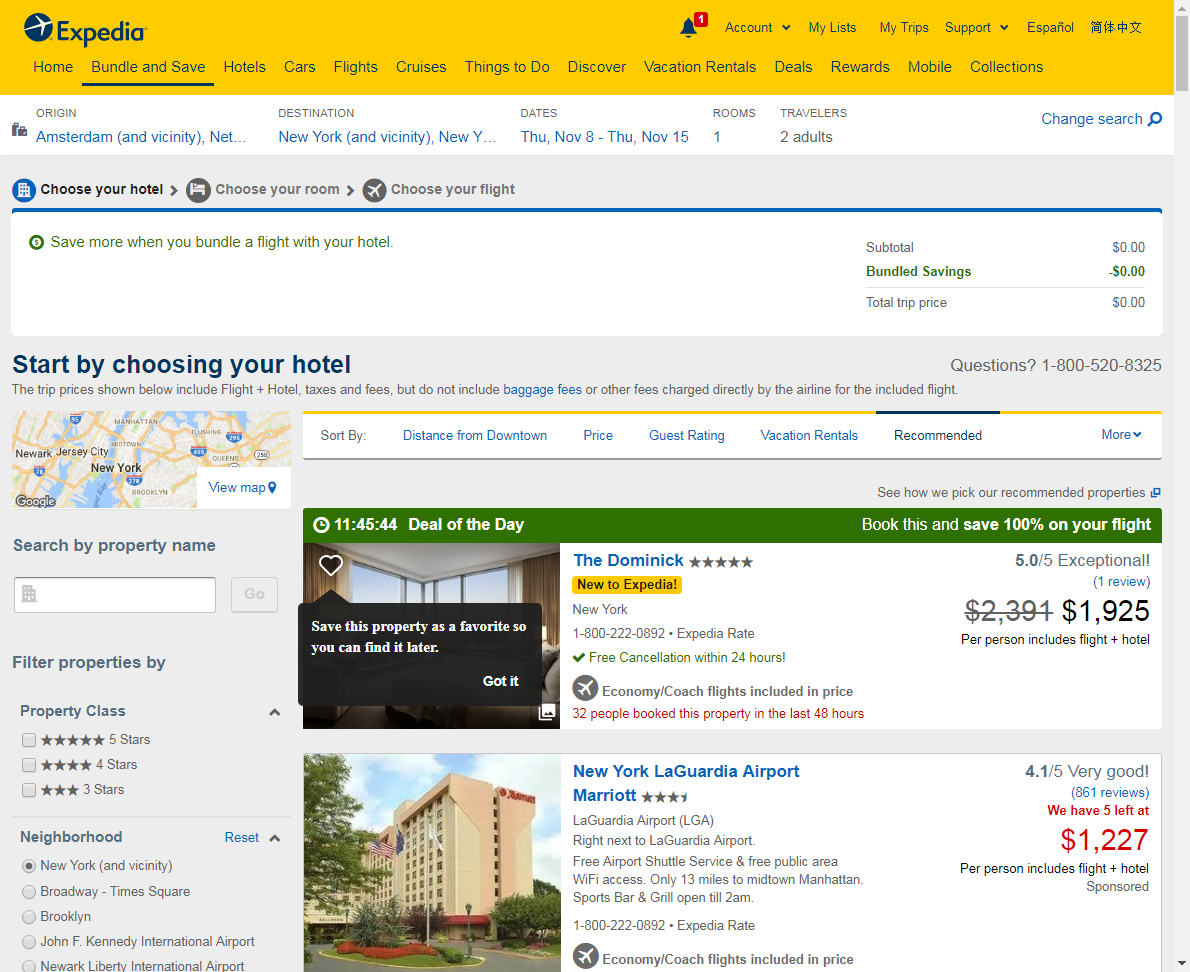 Expedia
1
Account
My Lists
My Trips
Support
Español
简体中文
Home
Bundle and Save
Hotels
Cars
Flights
Cruises
Things to Do
Discover
Vacation Rentals
Deals
Rewards
Mobile
Collections
ORIGIN
Amsterdam (and vicinity), Net...
DESTINATION
New York (and vicinity), New Y...
DATES
Thu, Nov 8 - Thu, Nov 15
ROOMS
1
TRAVELERS
2 adults
Change search
Choose your hotel
Choose your room
Choose your flight
Save more when you bundle a flight with your hotel.
Subtotal $0.00
Bundled Savings -$0.00
Total trip price $0.00
Start by choosing your hotel
Questions? 1-800-520-8325
The trip prices shown below include Flight + Hotel, taxes and fees, but do not include baggage fees or other fees charged directly by the airline for the included flight.
95
MANHATTAN
FLUSHING
295
MIDTOWN
Newark
Jersey City
495
QUEENS
258
New York
78
278
BROOKLYN
Google
View map
Sort By:
Distance from Downtown
Price
Guest Rating
Vacation Rentals
Recommended
More
See how we pick our recommended properties
11:45:44 Deal of the Day
Book this and save 100% on your flight
Search by property name
Go
Filter properties by
Property Class
5 Stars
4 Stars
3 Stars
Neighborhood
Reset
New York (and vicinity)
Broadway - Times Square
Brooklyn
John F. Kennedy International Airport
Newark Liberty International Airport
Save this property as a favorite so
you can find it later.
Got it
The Dominick
New to Expedia!
New York
1-800-222-0892 • Expedia Rate
Free Cancellation within 24 hours!
Economy/Coach flights included in price
32 people booked this property in the last 48 hours
5.0/5 Exceptional!
(1 review)
$2,391 $1,925
Per person includes flight + hotel
Marriott
New York LaGuardia Airport
Marriott
LaGuardia Airport (LGA)
Right next to LaGuardia Airport.
Free Airport Shuttle Service & free public area
WiFi access. Only 13 miles to midtown Manhattan.
Sports Bar & Grill open till 2am.
1-800-222-0892 • Expedia Rate
Economy/Coach flights included in price
4.1/5 Very good!
(861 reviews)
We have 5 left at
$1,227
Per person includes flight + hotel
Sponsored